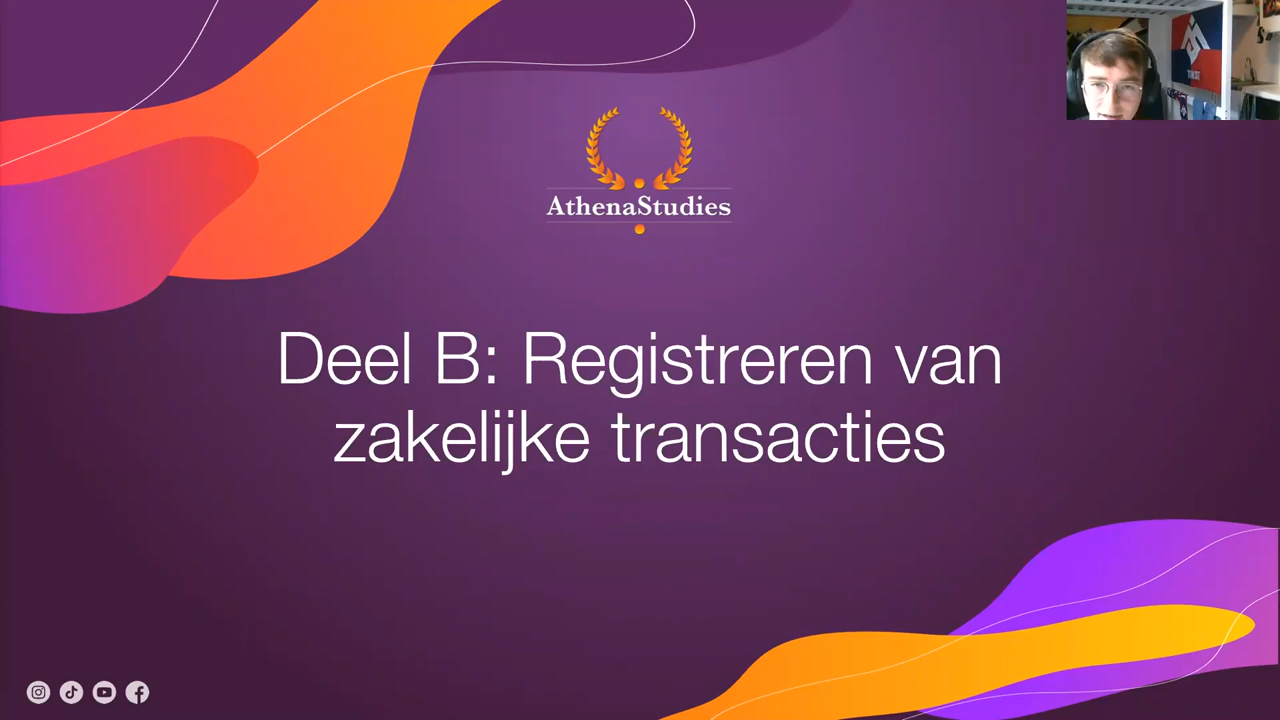 AthenaStudies
Deel B: Registreren van
zakelijke transacties